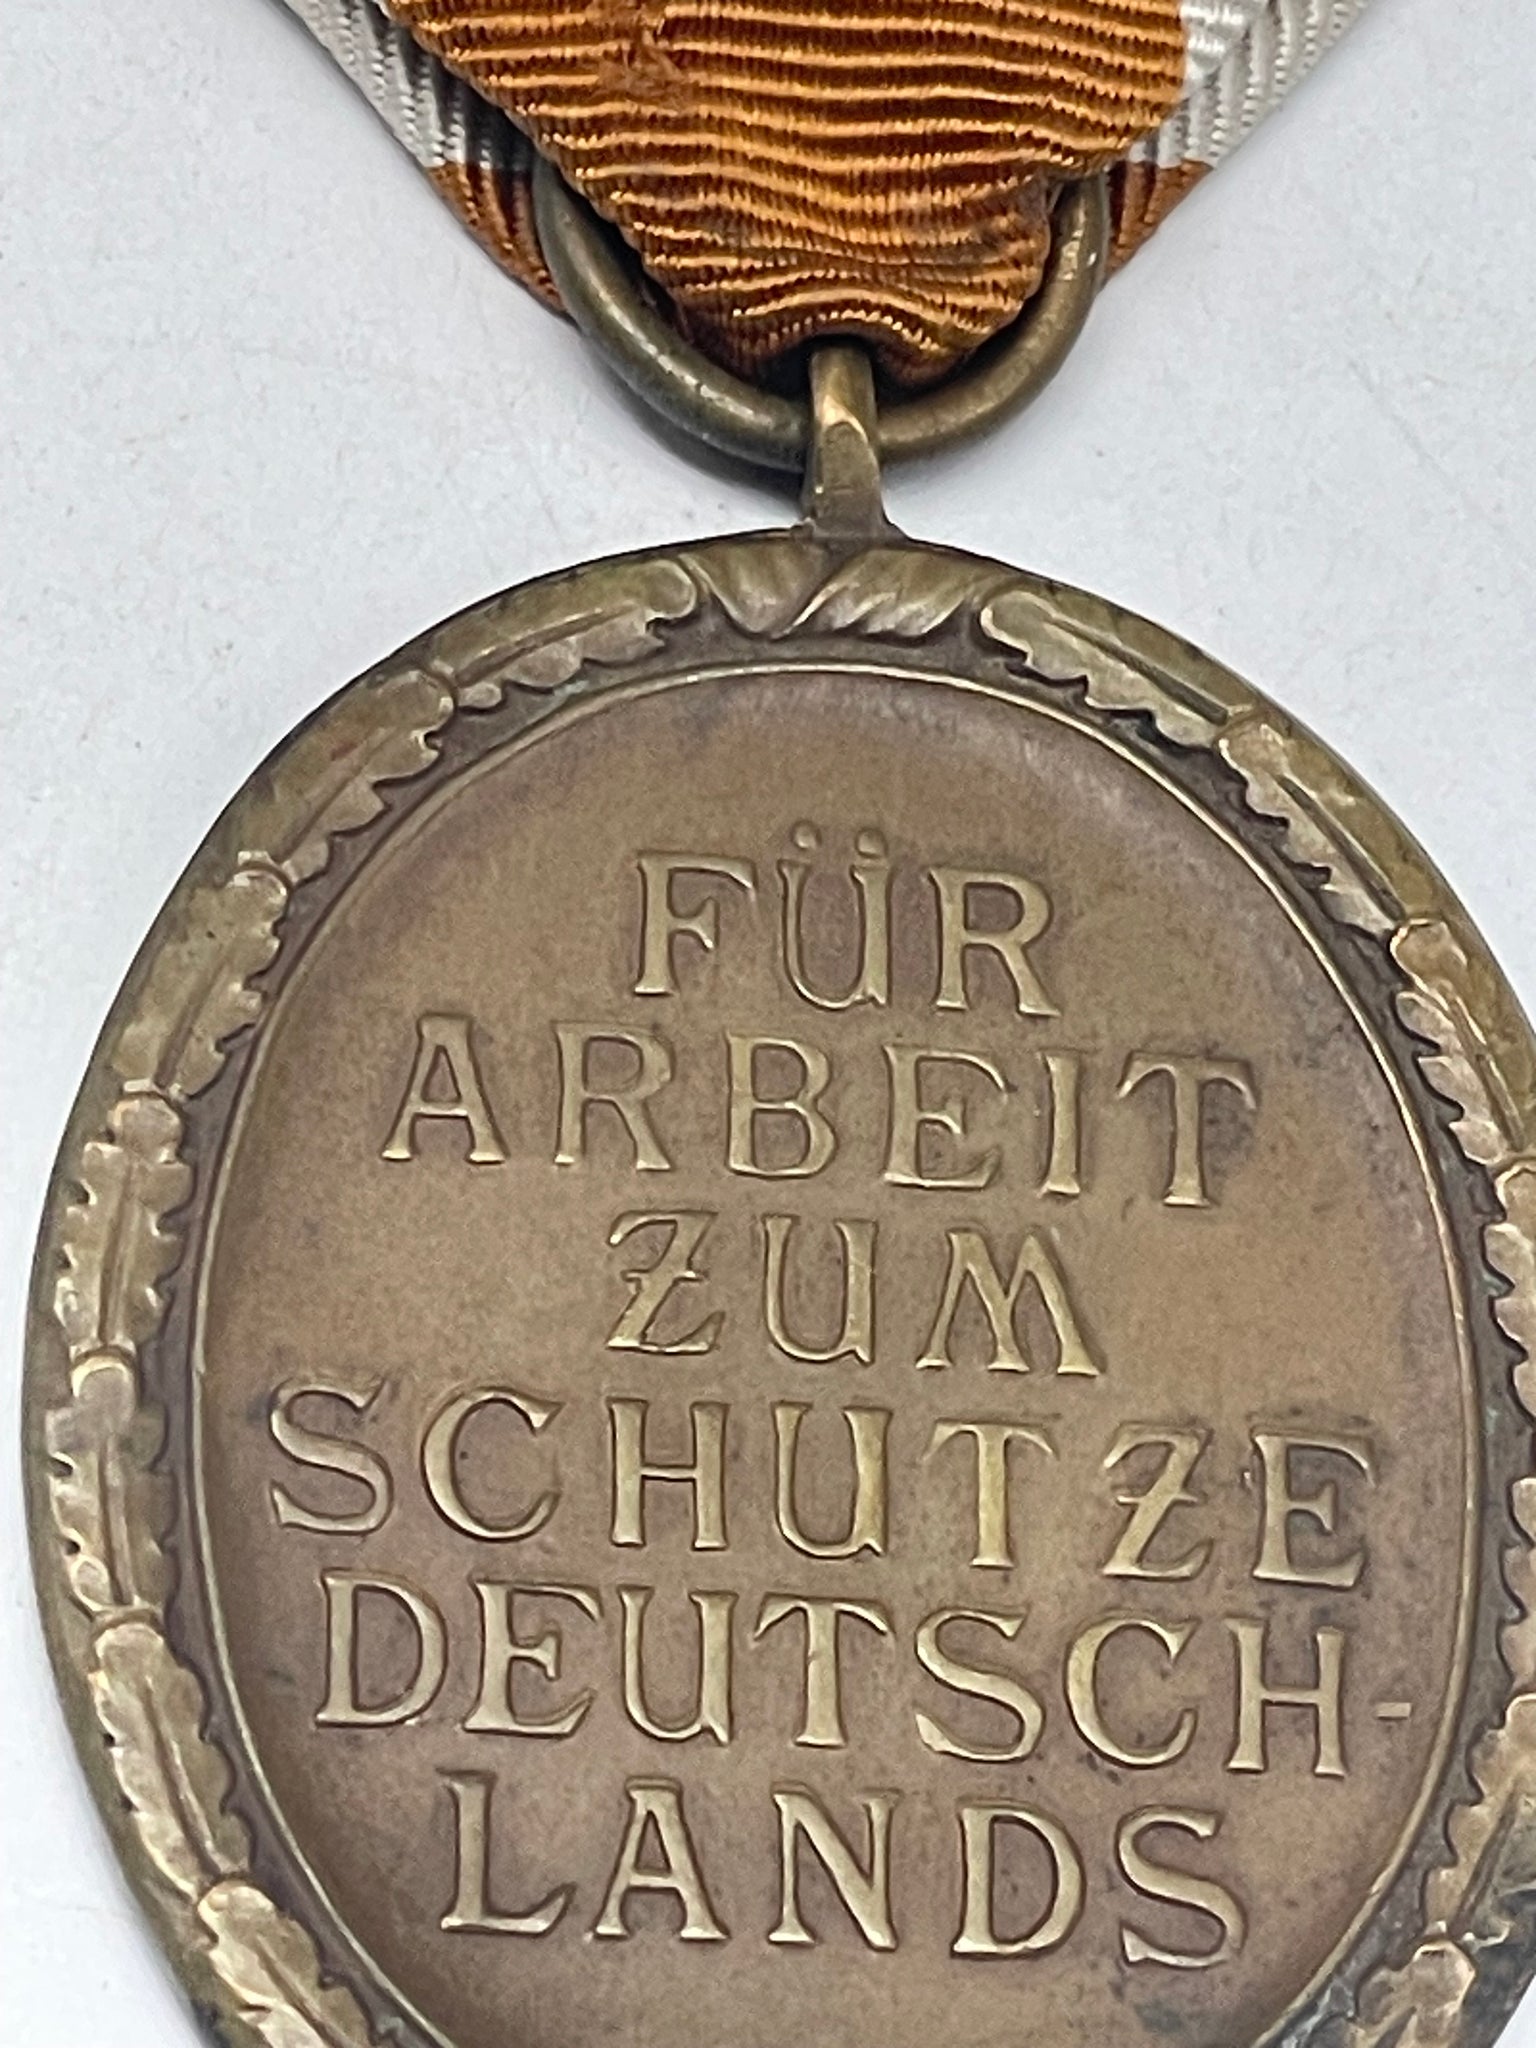 FÜR
ARBEIT
ZUM
SCHUTZE
DEUTSCH-
LANDS